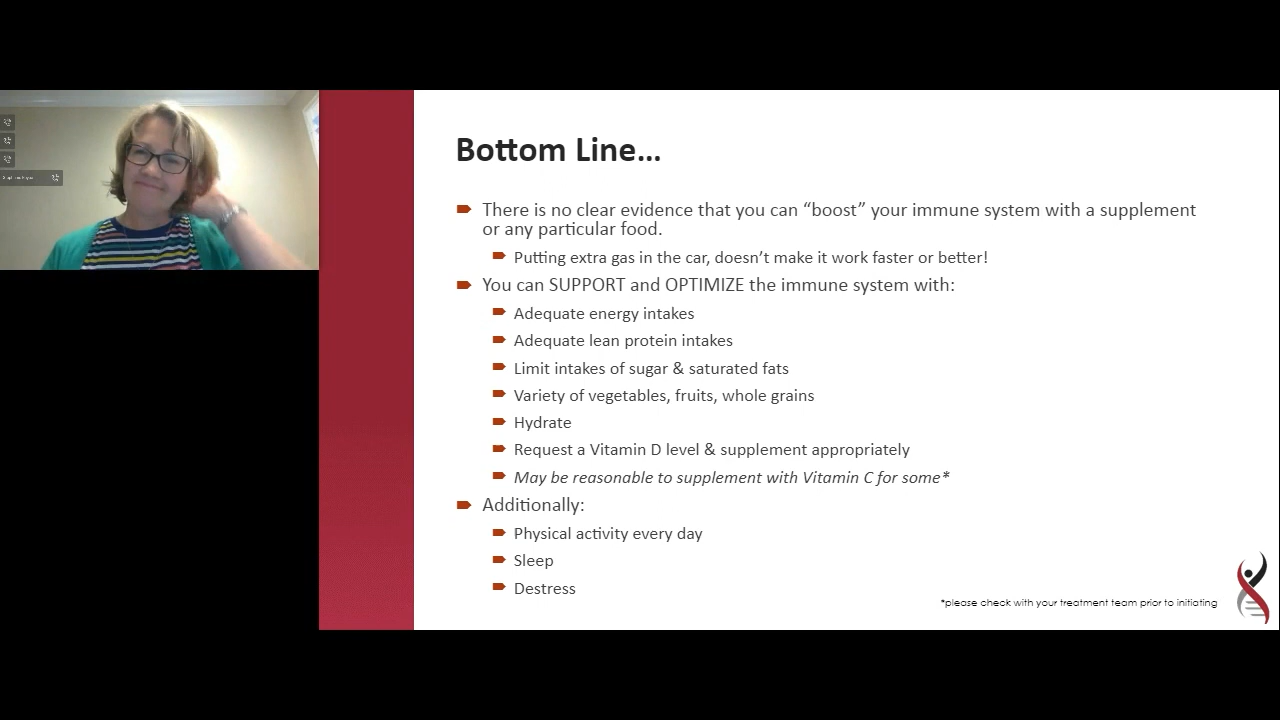 Bottom Line...
There is no clear evidence that you can “boost” your immune system with a supplement
or any particular food.
Putting extra gas in the car, doesn’t make it work faster or better!
You can SUPPORT and OPTIMIZE the immune system with:
Adequate energy intakes
Adequate lean protein intakes
Limit intakes of sugar & saturated fats
Variety of vegetables, fruits, whole grains
Hydrate
Request a Vitamin D level & supplement appropriately
May be reasonable to supplement with Vitamin C for some*
Additionally:
Physical activity every day
Sleep
Destress
*please check with your treatment team prior to initiating